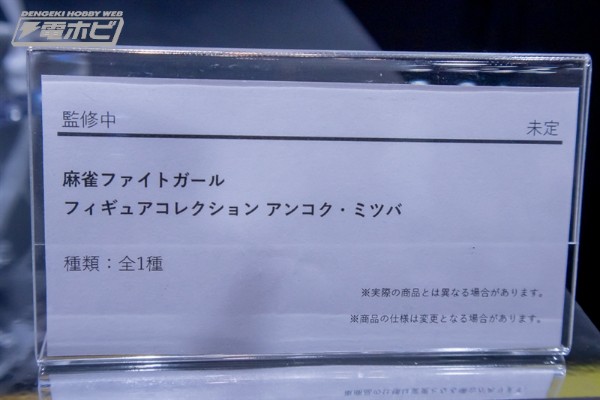 DENGEKI HOBBY WEB
電ホビ
監修中
未定
麻雀ファイトガール
フィギュアコレクション アンコク・ミツバ
種類：全1種
※実際の商品とは異なる場合があります。
※商品の仕様は変更となる場合があります。